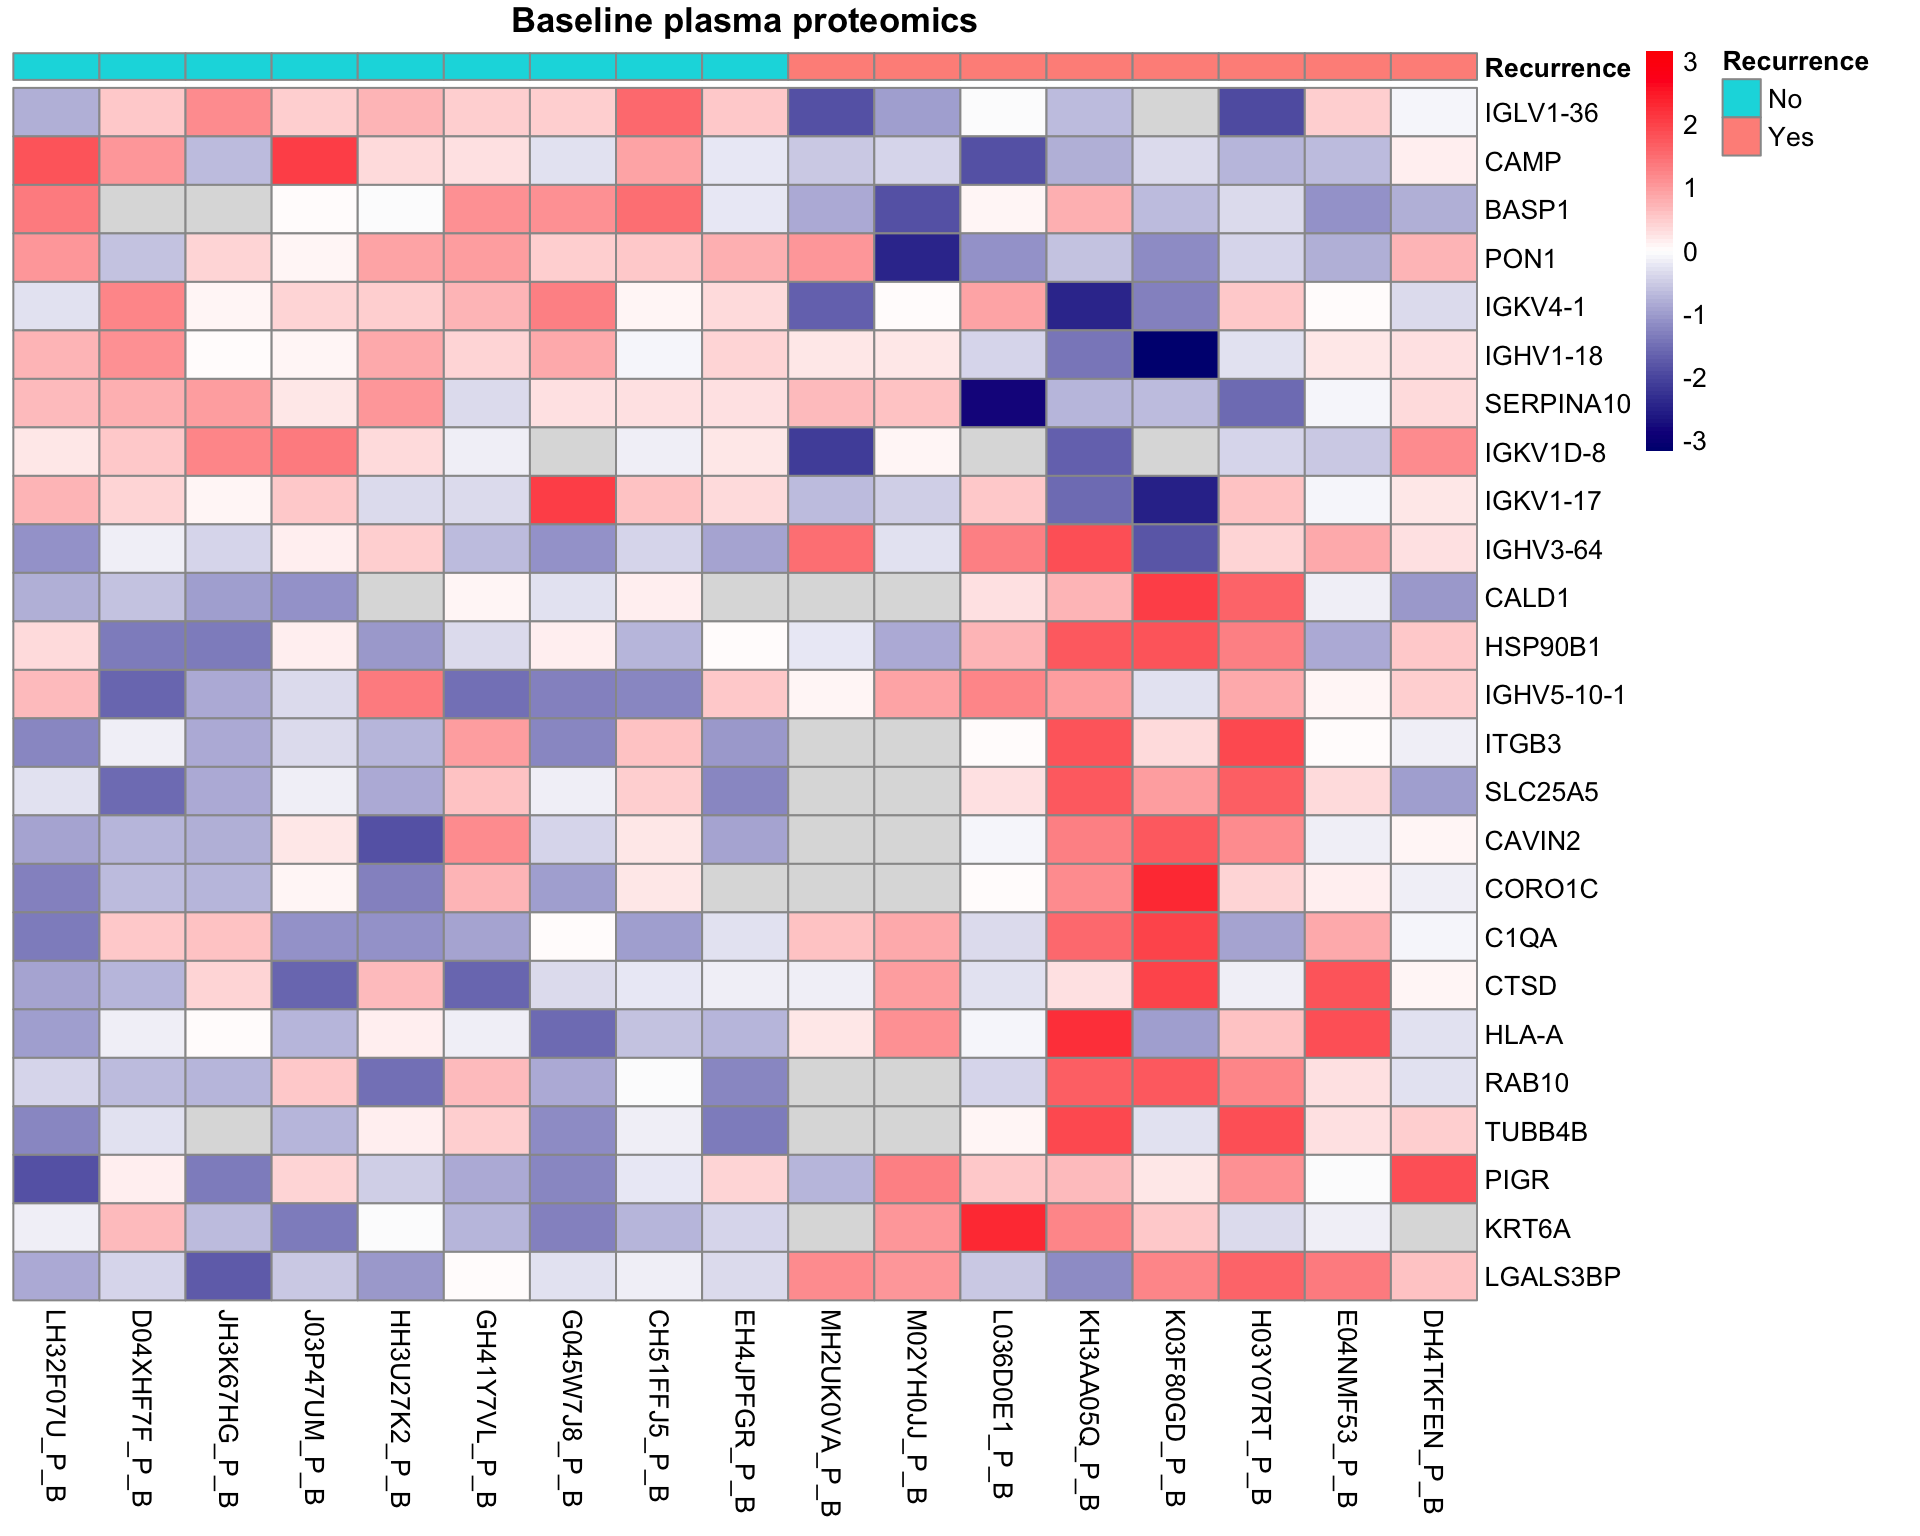 Baseline plasma proteomics
Recurrence
IGLV1-36
CAMP
BASP1
PON1
IGKV4-1
IGHV1-18
SERPINA10
IGKV1D-8
IGKV1-17
IGHV3-64
CALD1
HSP90B1
IGHV5-10-1
ITGB3
SLC25A5
CAVIN2
CORO1C
C1QA
CTSD
HLA-A
RAB10
TUBB4B
PIGR
KRT6A
LGALS3BP
3
2
1
0
-1
-2
-3
Recurrence
No
Yes
LH32F07U_P_B
D04XHF7F_P_B
JH3K67HG_P_B
J03P47UM_P_B
HH3U27K2_P_B
GH41Y7VL_P_B
G045W7J8_P_B
CH51FFJ5_P_B
EH4JPFGR_P_B
MH2UK0VA_P_B
M02YH0JJ_P_B
L036D0E1_P_B
KH3AA05Q_P_B
K03F80GD_P_B
H03Y07RT_P_B
E04NMF53_P_B
DH4TKFEN_P_B